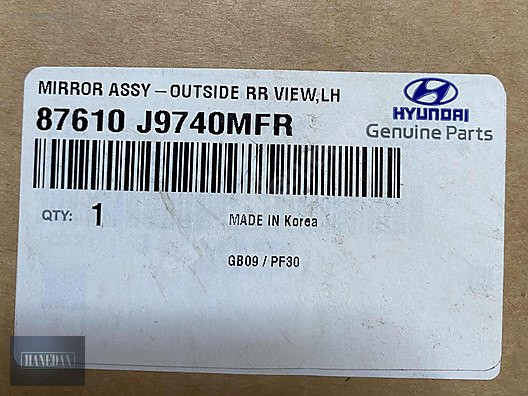 MIRROR ASSY-OUTSIDE RR VIEW,LH
87610 J9740MFR
HYUNDAI
Genuine Parts
QTY: 1
MADE IN Korea
GB09 / PF30
HANEDAN